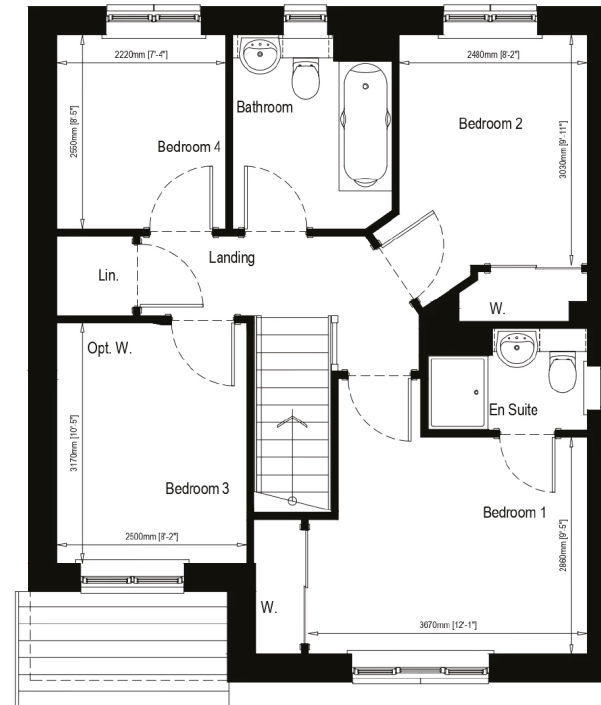 2220mm [7'-4"]
2480mm [8'-2"]
Bathroom
Bedroom 2
2560mm [8'-5"]
Bedroom 4
3030mm [9'-11"]
Landing
Lin.
W.
Opt. W.
En Suite
3170mm [10'-5"]
Bedroom 3
Bedroom 1
2500mm [8'-2"]
2860mm [9'-5"]
W.
3670mm [12'-1"]